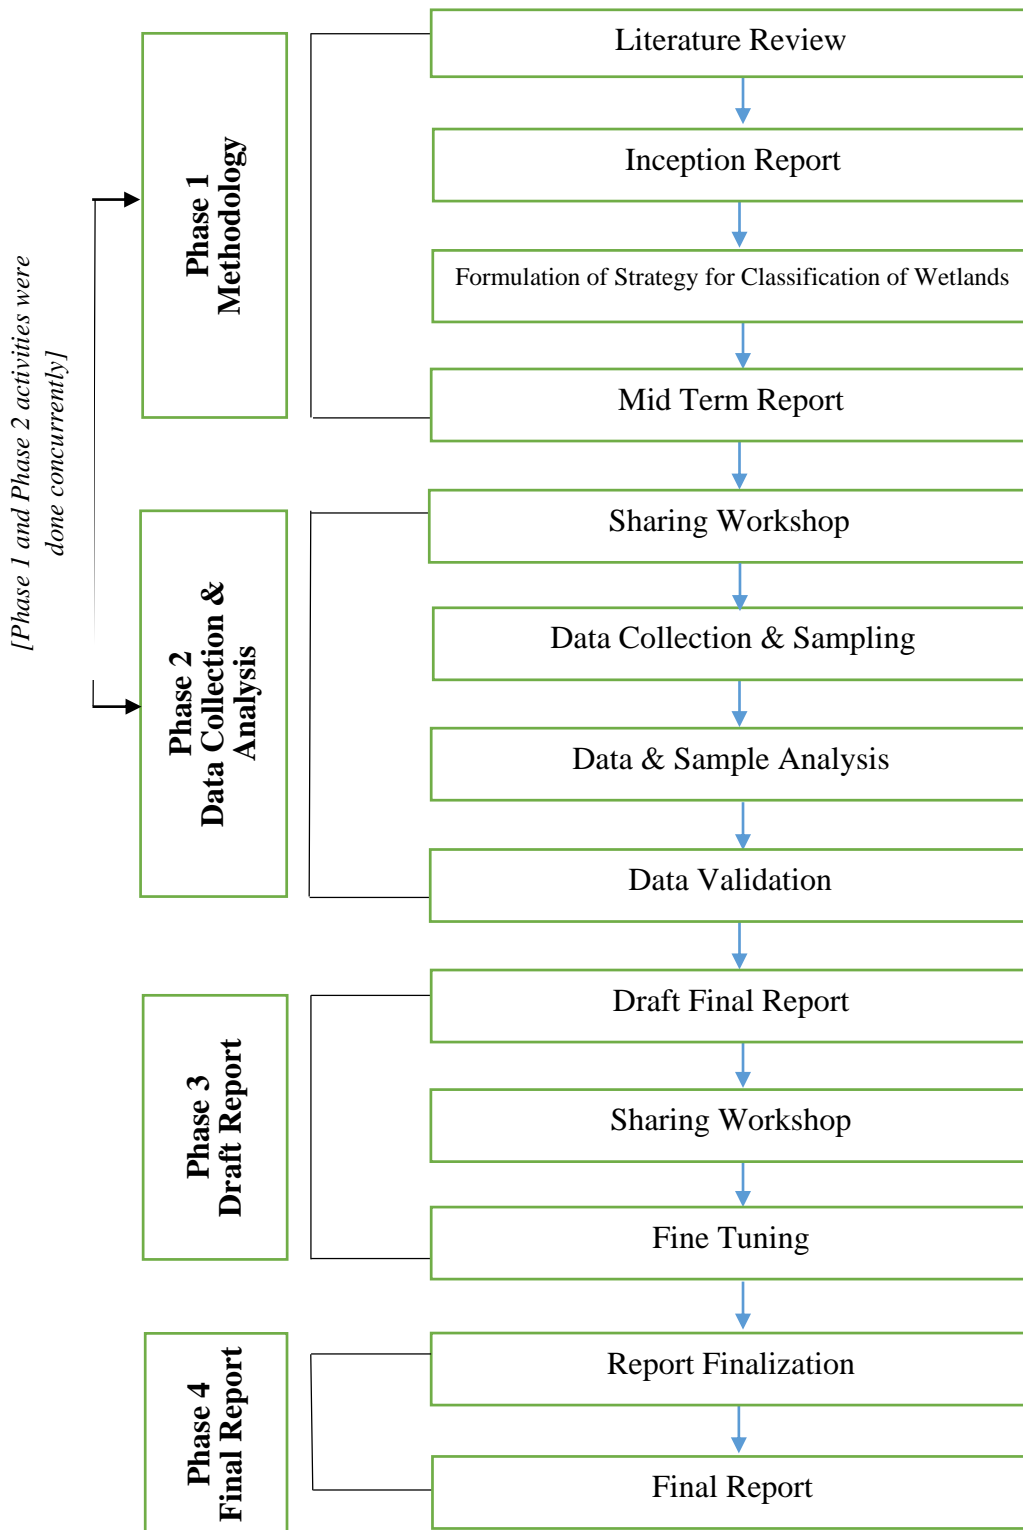 [Phase 1 and Phase 2 activities were
done concurrently]
Phase 1
Methodology
Literature Review
Inception Report
Formulation of Strategy for Classification of Wetlands
Mid Term Report
Phase 2
Data Collection &
Analysis
Sharing Workshop
Data Collection & Sampling
Data & Sample Analysis
Data Validation
Phase 3
Draft Report
Draft Final Report
Sharing Workshop
Fine Tuning
Phase 4
Final Report
Report Finalization
Final Report